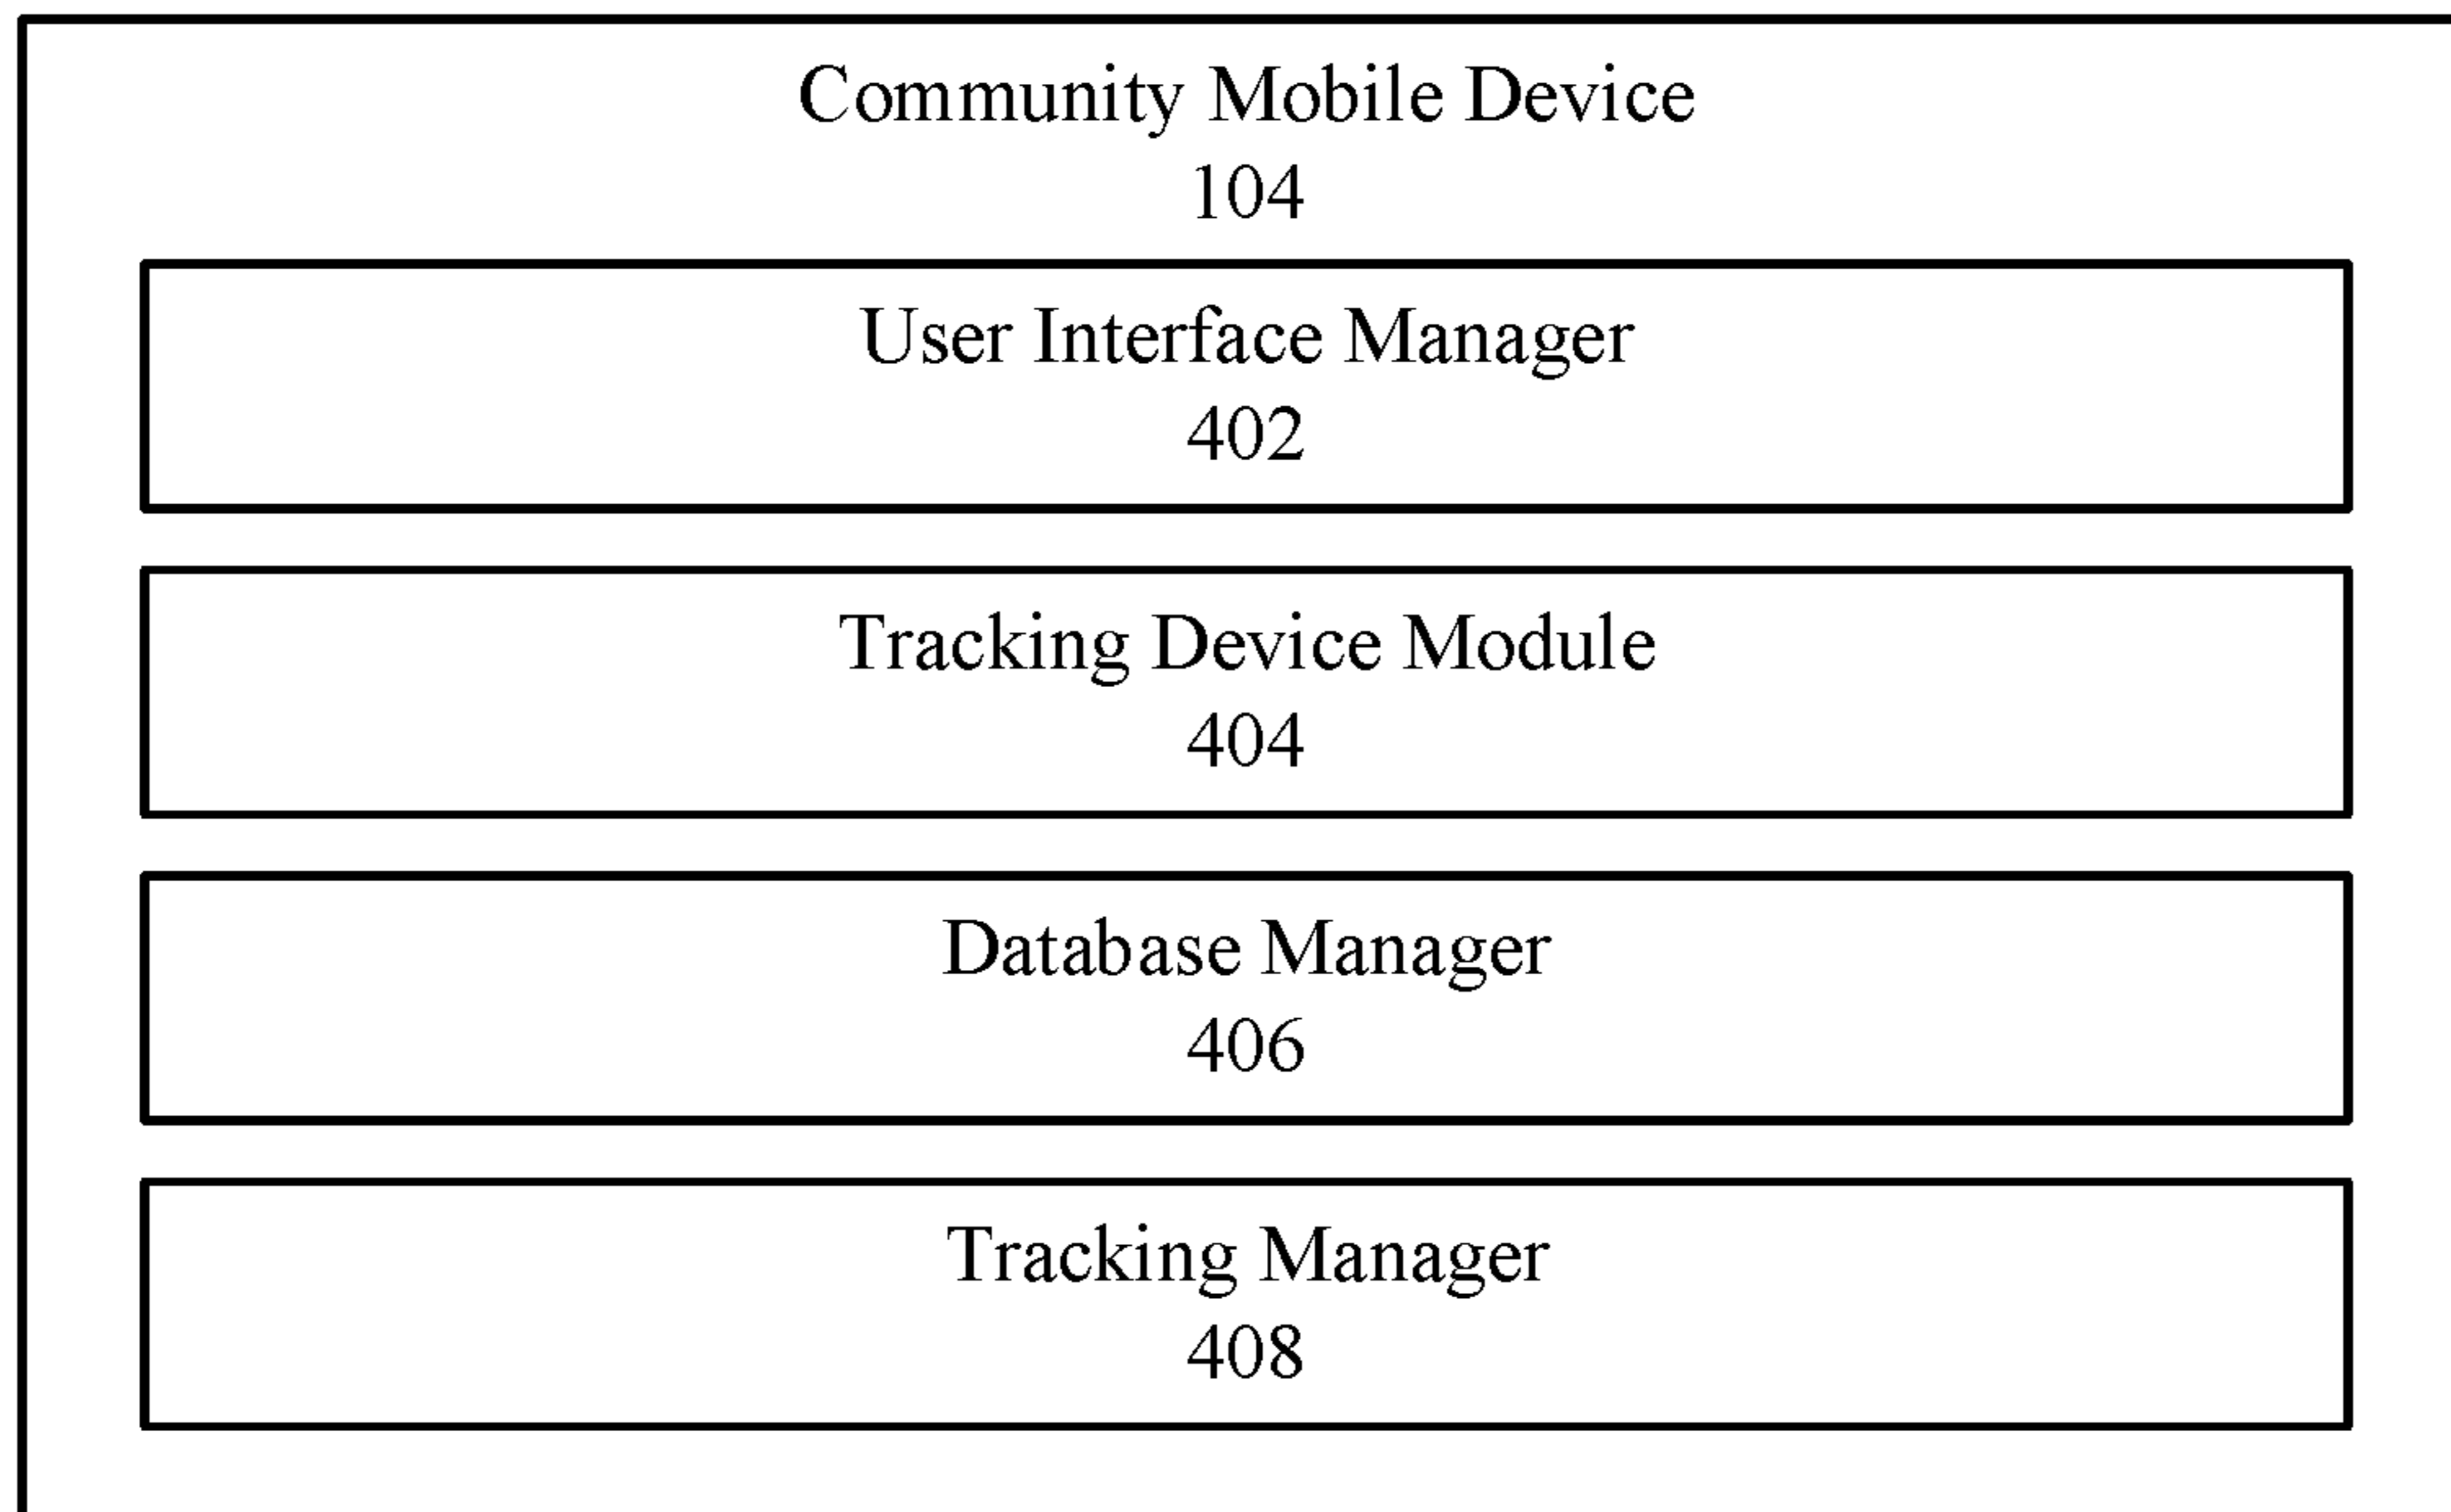 Community Mobile Device
104
User Interface Manager
402
Tracking Device Module
404
Database Manager
406
Tracking Manager
408